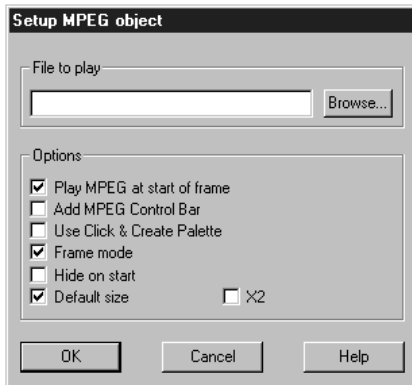 Setup MPEG object
File to play
Browse...
Options
Play MPEG at start of frame
Add MPEG Control Bar
Use Click & Create Palette
Frame mode
Hide on start
Default size X2
OK Cancel Help